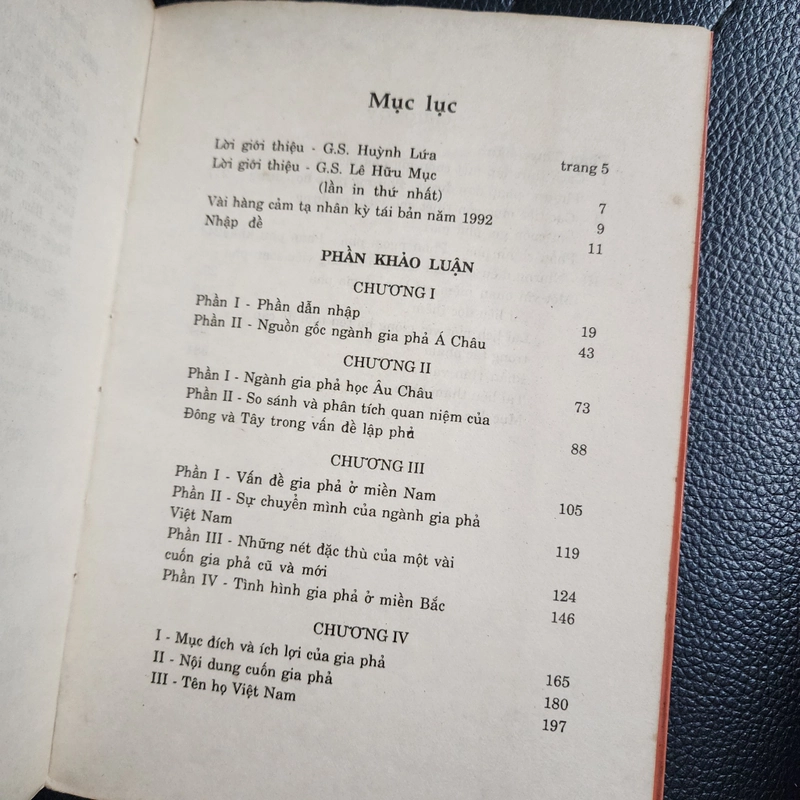 Mục lục
Lời giới thiệu - G.S. Huỳnh Lứa trang 5
Lời giới thiệu - G.S. Lê Hữu Mục
(lần in thứ nhất) 7
Vài hàng cảm tạ nhân kỳ tái bản năm 1992 9
Nhập đề 11
PHẦN KHẢO LUẬN
CHƯƠNG I
Phần I - Phần dẫn nhập 19
Phần II - Nguồn gốc ngành gia phả Á Châu 43
CHƯƠNG II
Phần I - Ngành gia phả học Âu Châu 73
Phần II - So sánh và phân tích quan niệm của
Đông và Tây trong vấn đề lập phả 88
CHƯƠNG III
Phần I - Vấn đề gia phả ở miền Nam 105
Phần II - Sự chuyển mình của ngành gia phả
Việt Nam 119
Phần III - Những nét đặc thù của một vài
cuốn gia phả cũ và mới 124
Phần IV - Tình hình gia phả ở miền Bắc 146
CHƯƠNG IV
I - Mục đích và ích lợi của gia phả 165
II - Nội dung cuốn gia phả 180
III - Tên họ Việt Nam 197